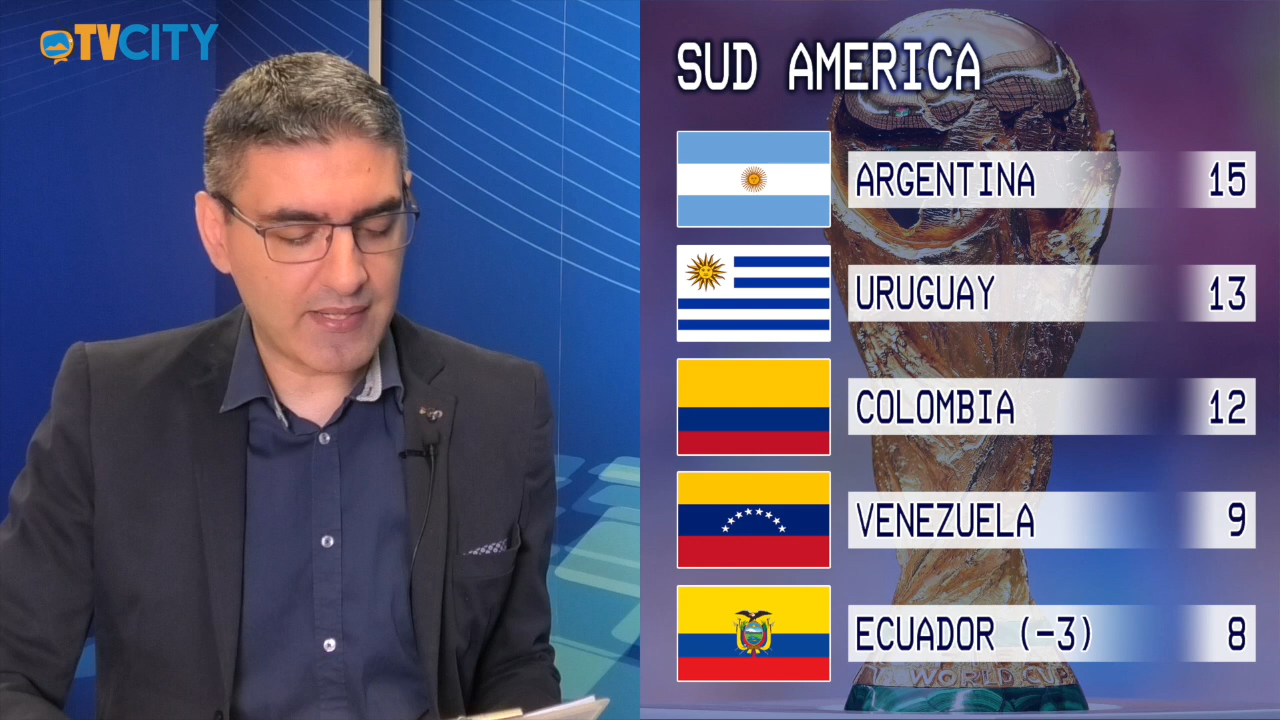 TVCITY
SUD AMERICA
ARGENTINA 15
URUGUAY 13
COLOMBIA 12
VENEZUELA 9
ECUADOR (-3) 8
WORLD CUP